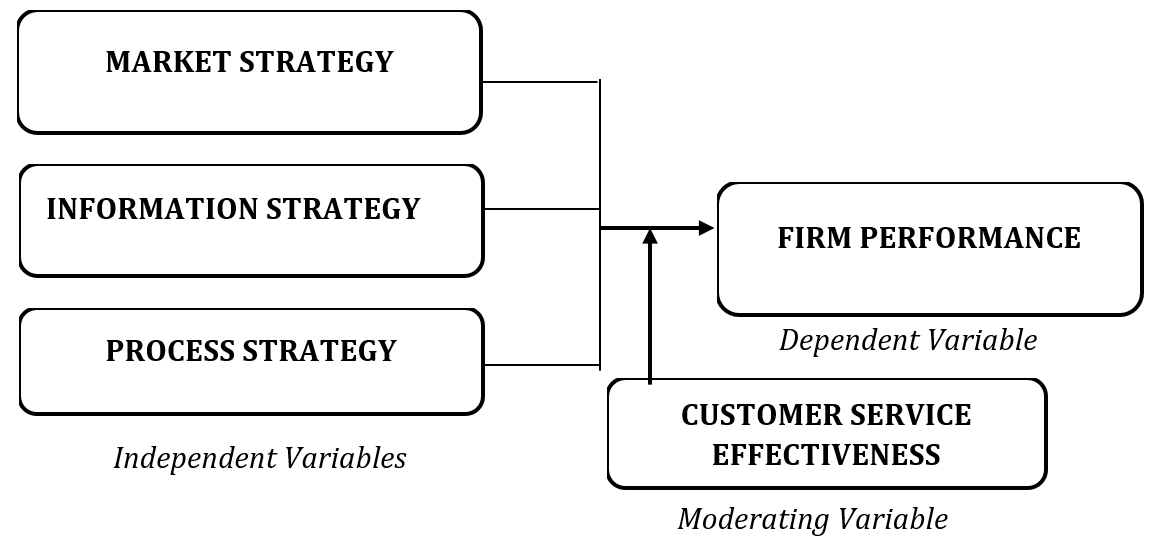 MARKET STRATEGY
INFORMATION STRATEGY
PROCESS STRATEGY
Independent Variables
FIRM PERFORMANCE
Dependent Variable
CUSTOMER SERVICE
EFFECTIVENESS
Moderating Variable